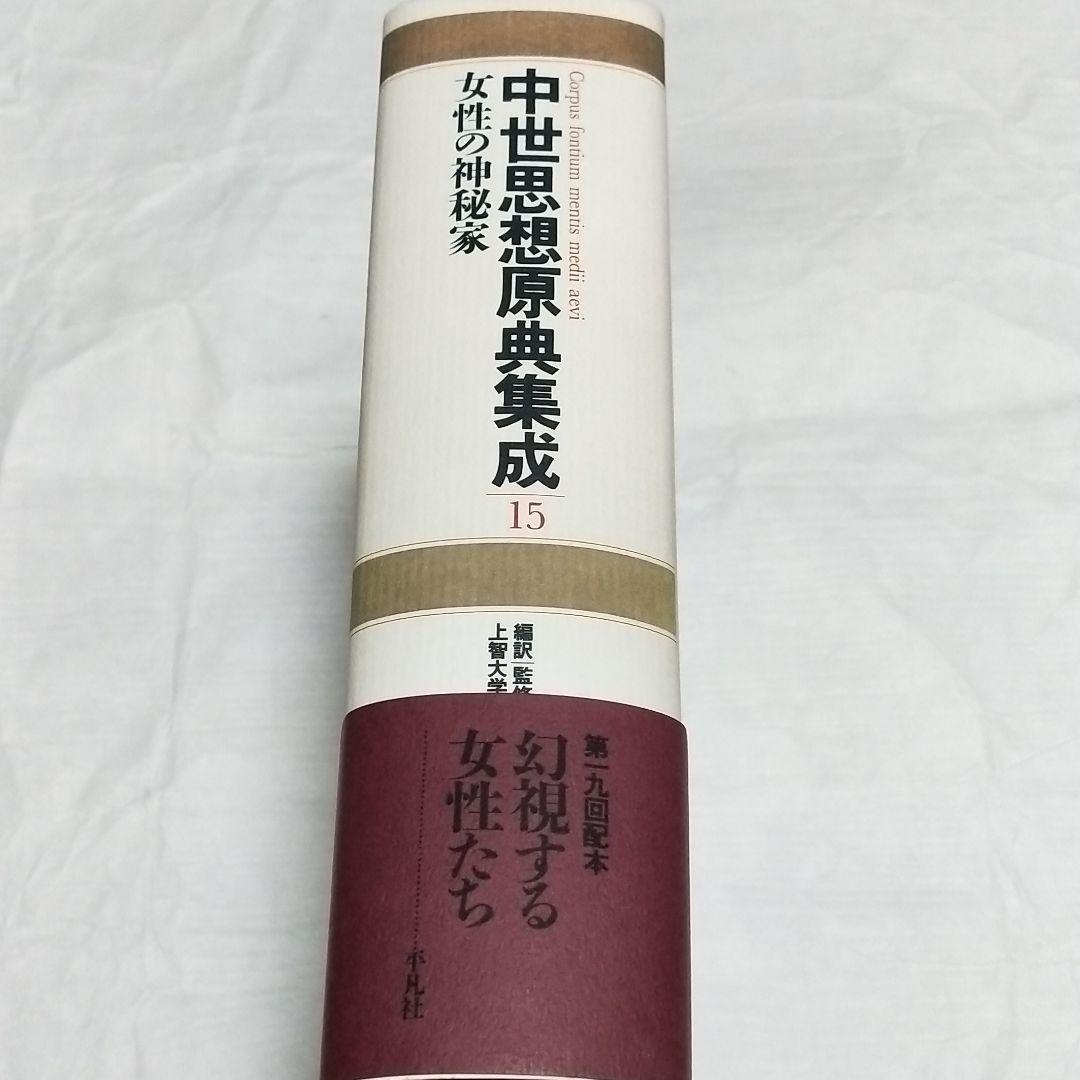 Corpus fontium mentis medii aevi
中世思想原典集成
女性の神秘家
15
編訳 監修
上智大学
第一九回配本
幻視する
女性たち
平凡社